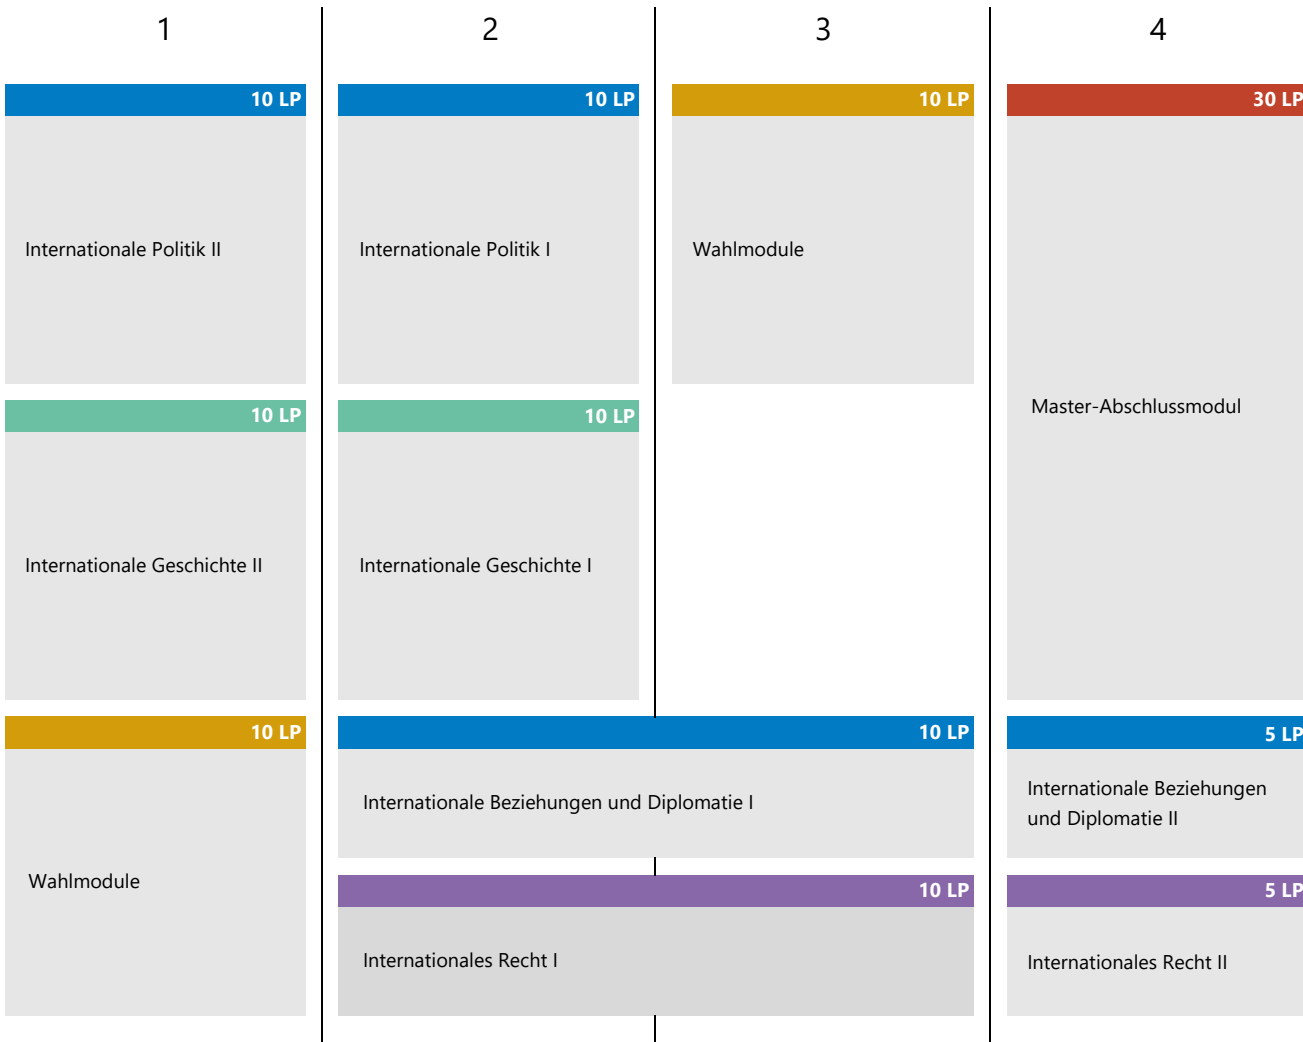 1
2
3
4
10 LP
10 LP
10 LP
30 LP
Internationale Politik II
Internationale Politik I
Wahlmodule
Master-Abschlussmodul
10 LP
10 LP
Internationale Geschichte II
Internationale Geschichte I
10 LP
10 LP
5 LP
Wahlmodule
Internationale Beziehungen und Diplomatie I
Internationale Beziehungen
und Diplomatie II
10 LP
5 LP
Internationales Recht I
Internationales Recht II